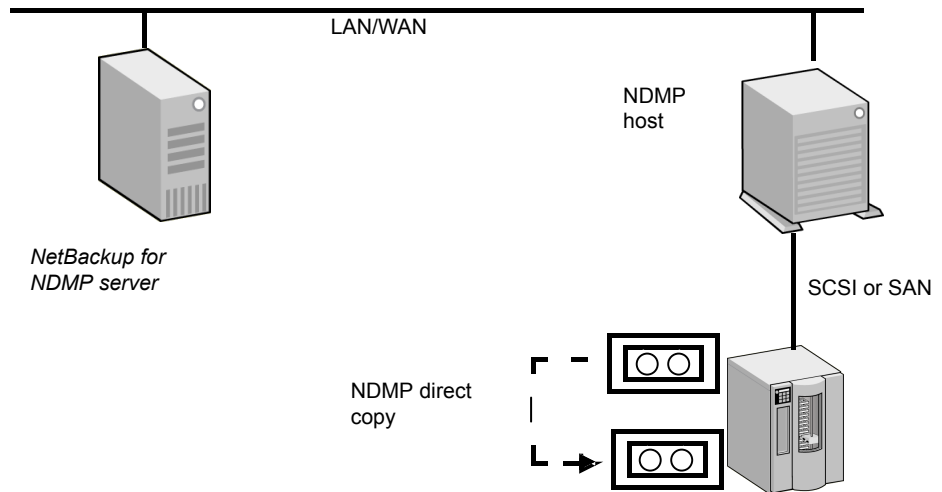 LAN/WAN
NDMP
host
NetBackup for
NDMP server
SCSI or SAN
NDMP direct
copy